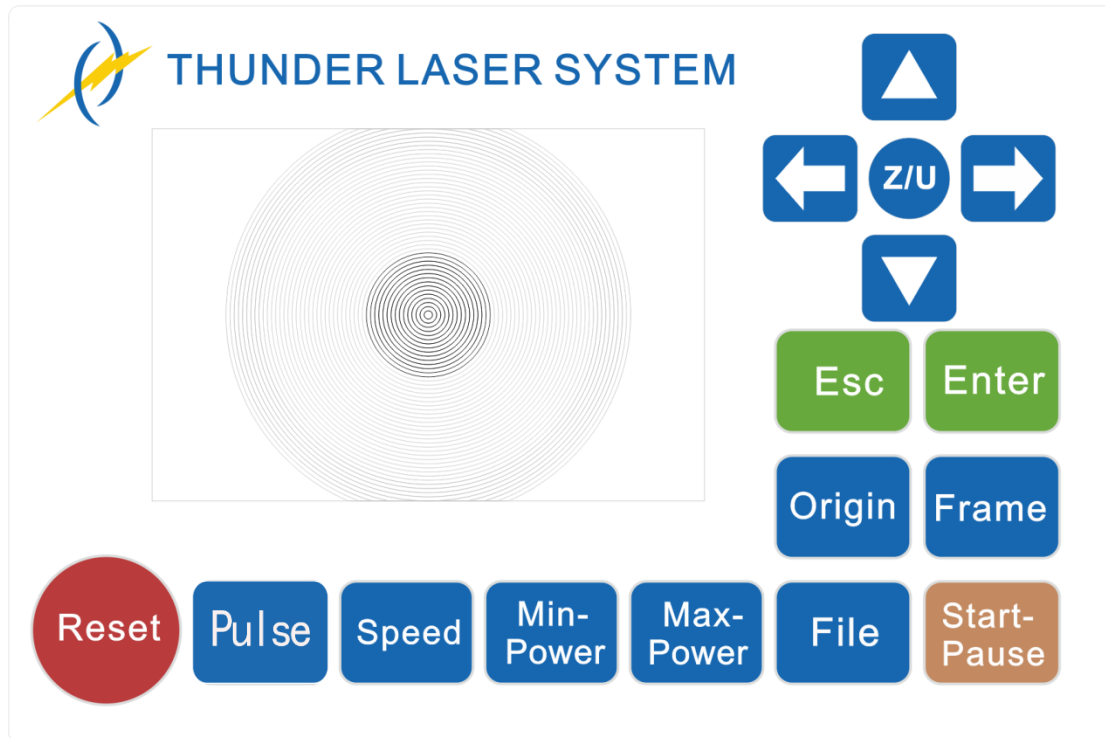 THUNDER LASER SYSTEM
Z/U
Esc
Enter
Origin
Frame
Reset
Pulse
Speed
Min-
Power
Max-
Power
File
Start-
Pause